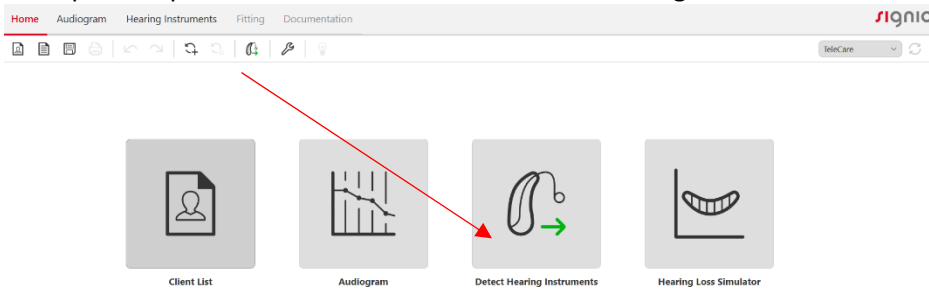 Home Audiogram Hearing Instruments Fitting Documentation
TeleCare
Client List Audiogram Detect Hearing Instruments Hearing Loss Simulator